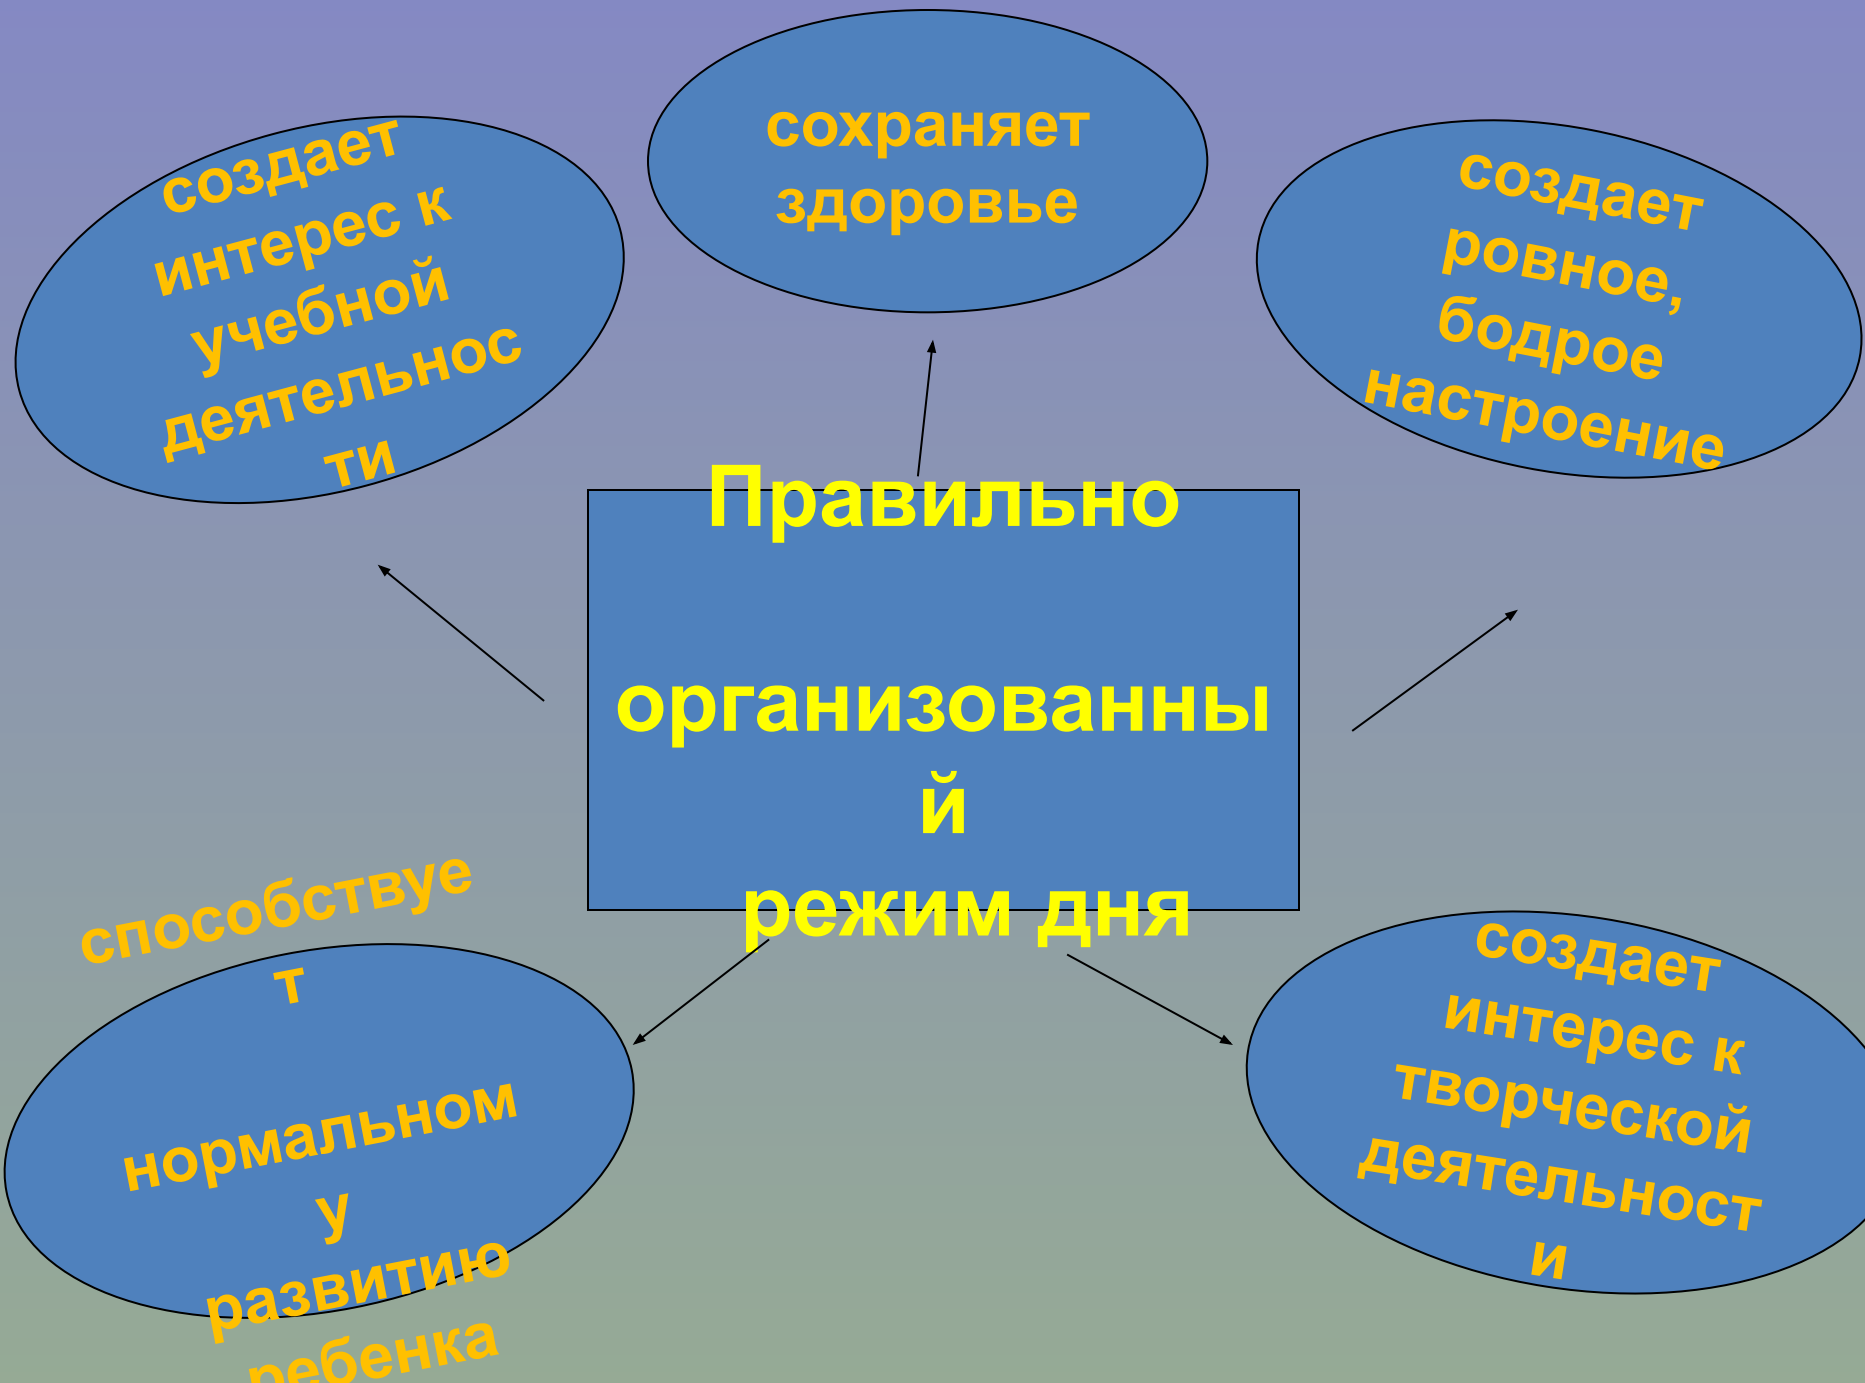 сохраняет
здоровье
создает
интерес к
учебной
деятельнос
ти
создает
ровное,
бодрое
настроение
Правильно
организованны
й
режим дня
способствуе
т
нормальном
у
развитию
ребенка
создает
интерес к
творческой
деятельност
и